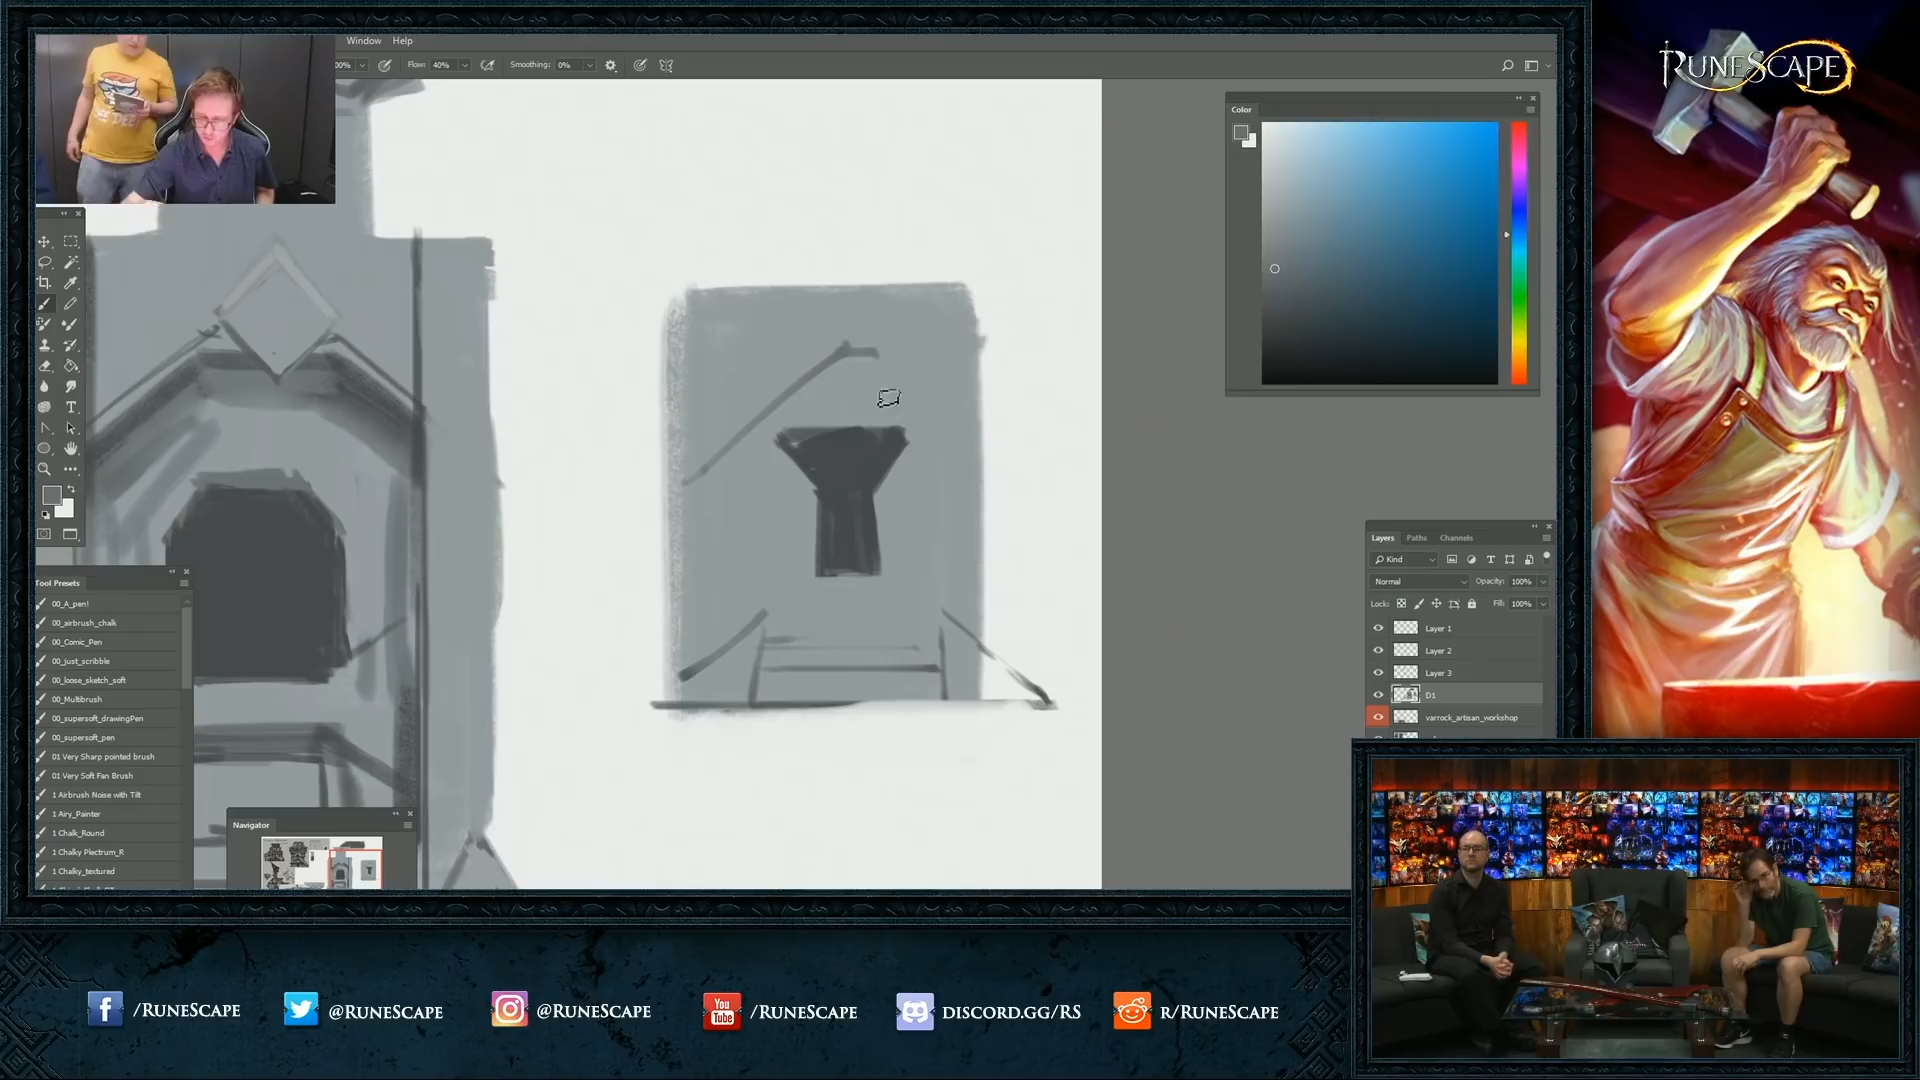 Window Help
00% Flow: 40% Smoothing: 0%
RuneScape
Color
Tool Presets
00_A_pen!
00_airbrush_chalk
00_Comic_Pen
00_just_scribble
00_loose_sketch_soft
00_Multibrush
00_supersoft_drawingPen
00_supersoft_pen
01 Very Sharp pointed brush
01 Very Soft Fan Brush
1 Airbrush Noise with Tilt
1 Airy_Painter
1 Chalk_Round
1 Chalky Plectrum_R
1 Chalky_textured
Navigator
Layers Paths Channels
Kind
Normal Opacity: 100%
Lock: Fill: 100%
Layer 1
Layer 2
Layer 3
D1
varrock_artisan_workshop
/RuneScape
@RuneScape
@RuneScape
You Tube
/RuneScape
discord.gg/RS
r/RuneScape